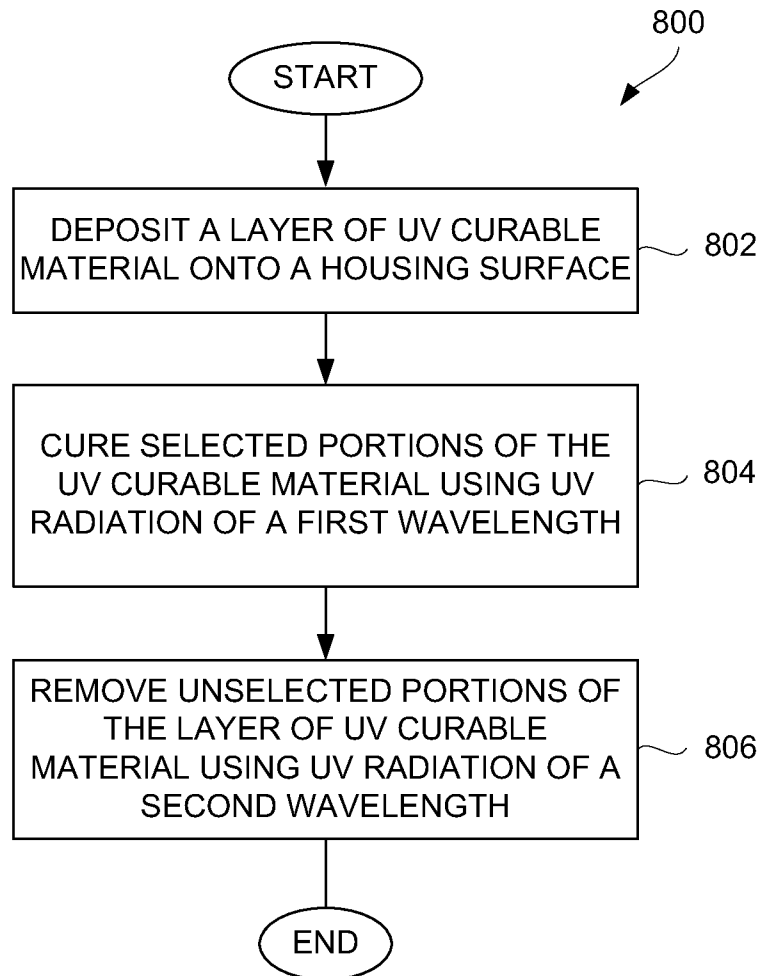 800
START
DEPOSIT A LAYER OF UV CURABLE
MATERIAL ONTO A HOUSING SURFACE
802
CURE SELECTED PORTIONS OF THE
UV CURABLE MATERIAL USING UV
RADIATION OF A FIRST WAVELENGTH
804
REMOVE UNSELECTED PORTIONS OF
THE LAYER OF UV CURABLE
MATERIAL USING UV RADIATION OF A
SECOND WAVELENGTH
806
END